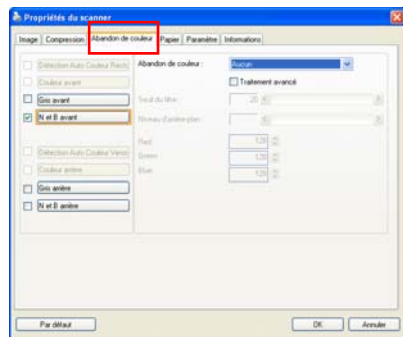 Propriétés du scanner
Image Compression Abandon de couleur Papier Paramètre Informations
Détection Auto Couleur Recto
Abandon de couleur :
Aucun
Couleur avant
Traitement avancé
Gris avant
Seuil du filtre :
20
N et B avant
Niveau d'arrière-plan :
Red
128
Détection Auto Couleur Verso
Green
128
Couleur arrière
Blue
128
Gris arrière
N et B arrière
Par défaut
OK
Annuler